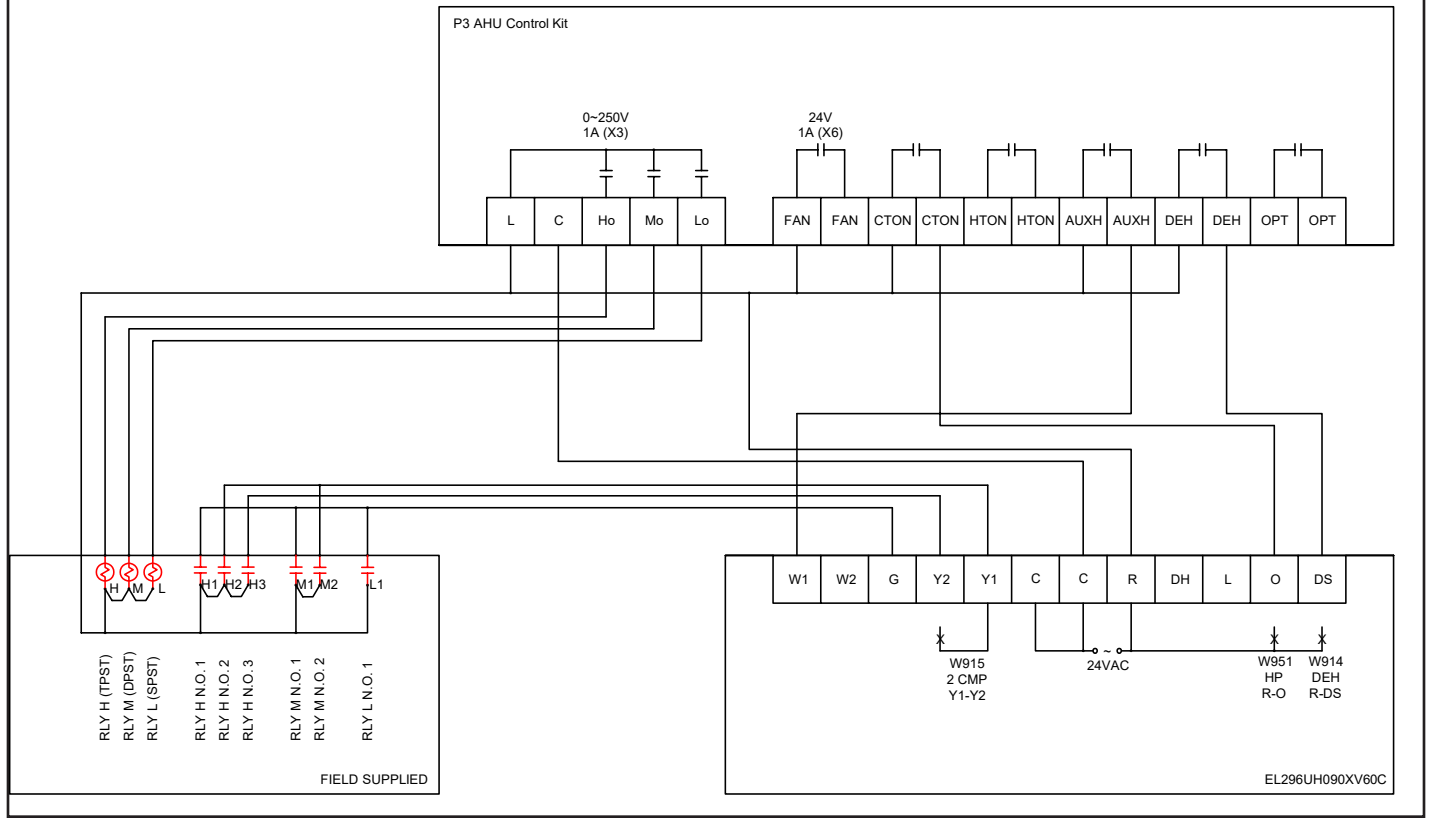 P3 AHU Control Kit
0~250V
1A (X3)
24V
1A (X6)
L C Ho Mo Lo FAN FAN CTON CTON HTON HTON AUXH AUXH DEH DEH OPT OPT
H M L H1 H2 H3 M1 M2 L1
W1 W2 G Y2 Y1 C C R DH L O DS
RLY H (TPST)
RLY M (DPST)
RLY L (SPST)
RLY H N.O. 1
RLY H N.O. 2
RLY H N.O. 3
RLY M N.O. 1
RLY M N.O. 2
RLY L N.O. 1
W915
2 CMP
Y1-Y2
~
24VAC
W951
HP
R-O
W914
DEH
R-DS
FIELD SUPPLIED
EL296UH090XV60C